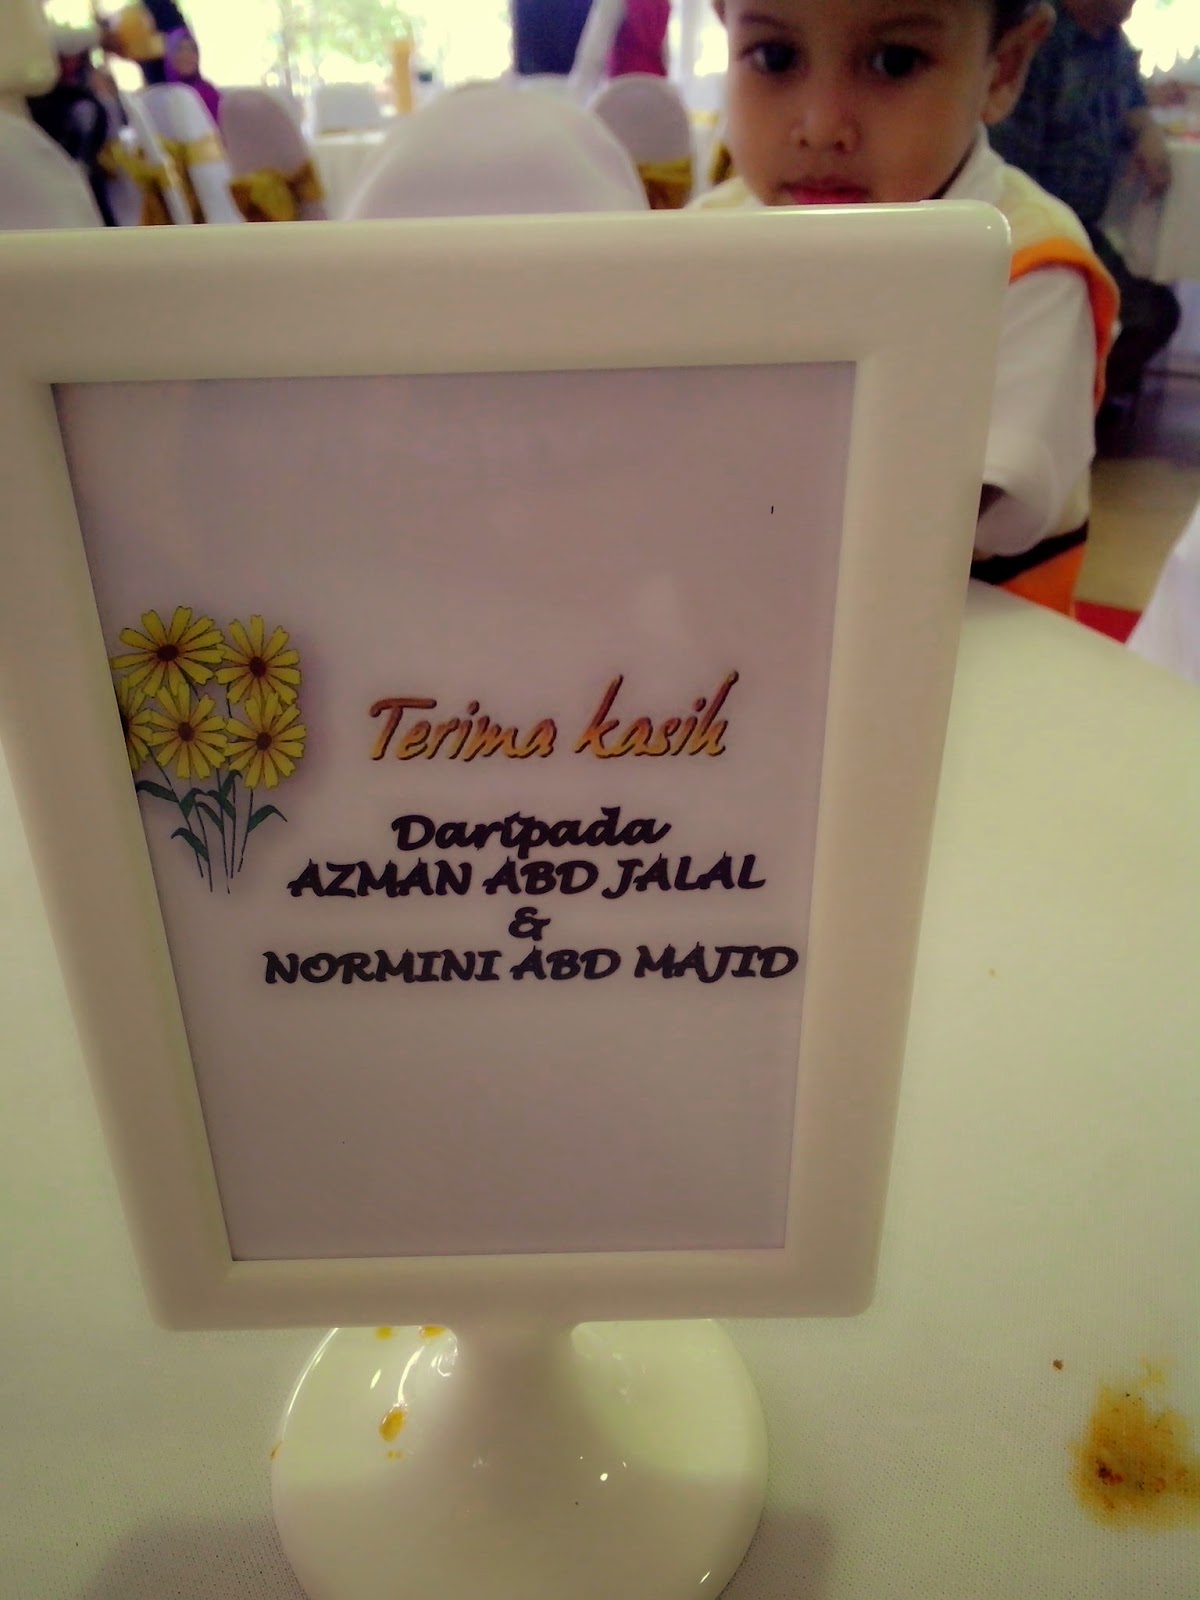 Terima kasih
Daripada
AZMAN ABD JALAL
&
NORMINI ABD MAJID